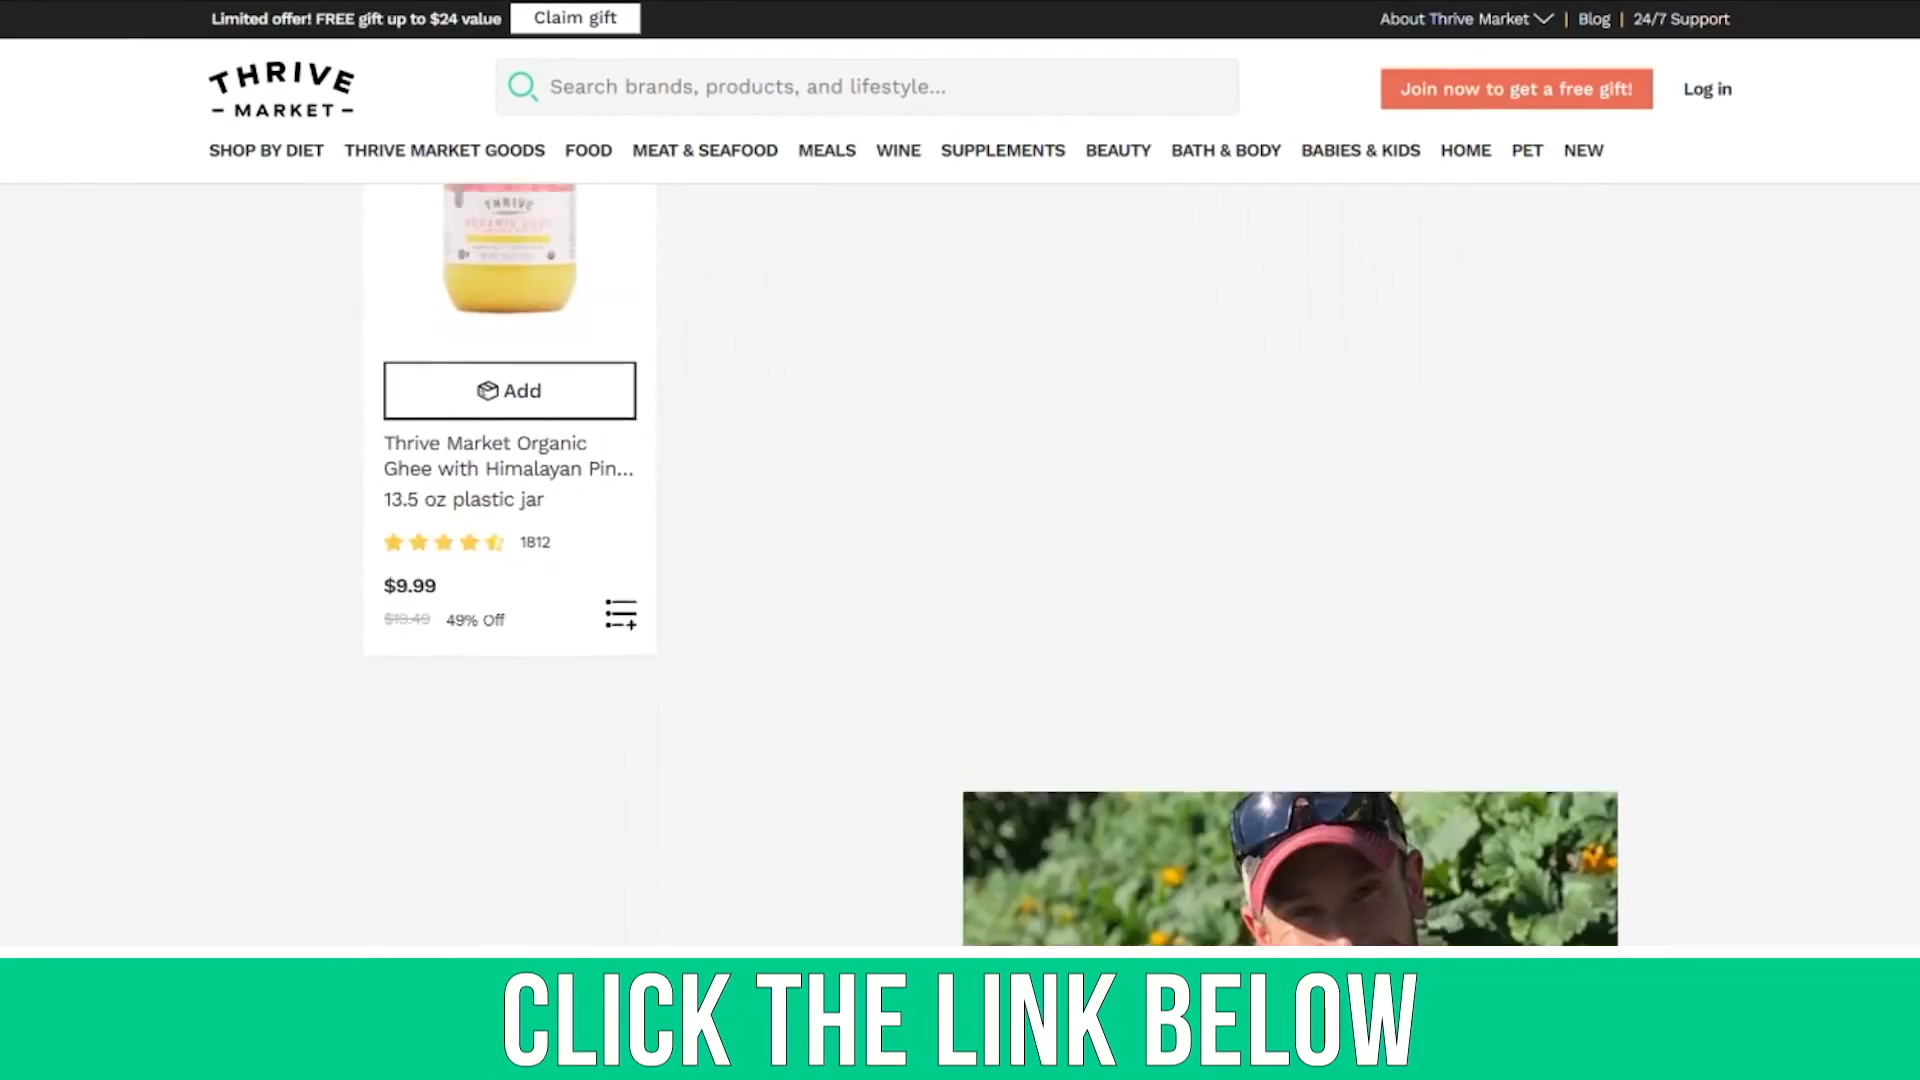 Limited offer! FREE gift up to $24 value
Claim gift
About Thrive Market | Blog | 24/7 Support
THRIVE
- MARKET -
Search brands, products, and lifestyle...
Join now to get a free gift!
Log in
SHOP BY DIET THRIVE MARKET GOODS FOOD MEAT & SEAFOOD MEALS WINE SUPPLEMENTS BEAUTY BATH & BODY BABIES & KIDS HOME PET NEW
THRIVE
Add
Thrive Market Organic
Ghee with Himalayan Pin...
13.5 oz plastic jar
1812
$9.99
$19.49 49% Off
CLICK THE LINK BELOW